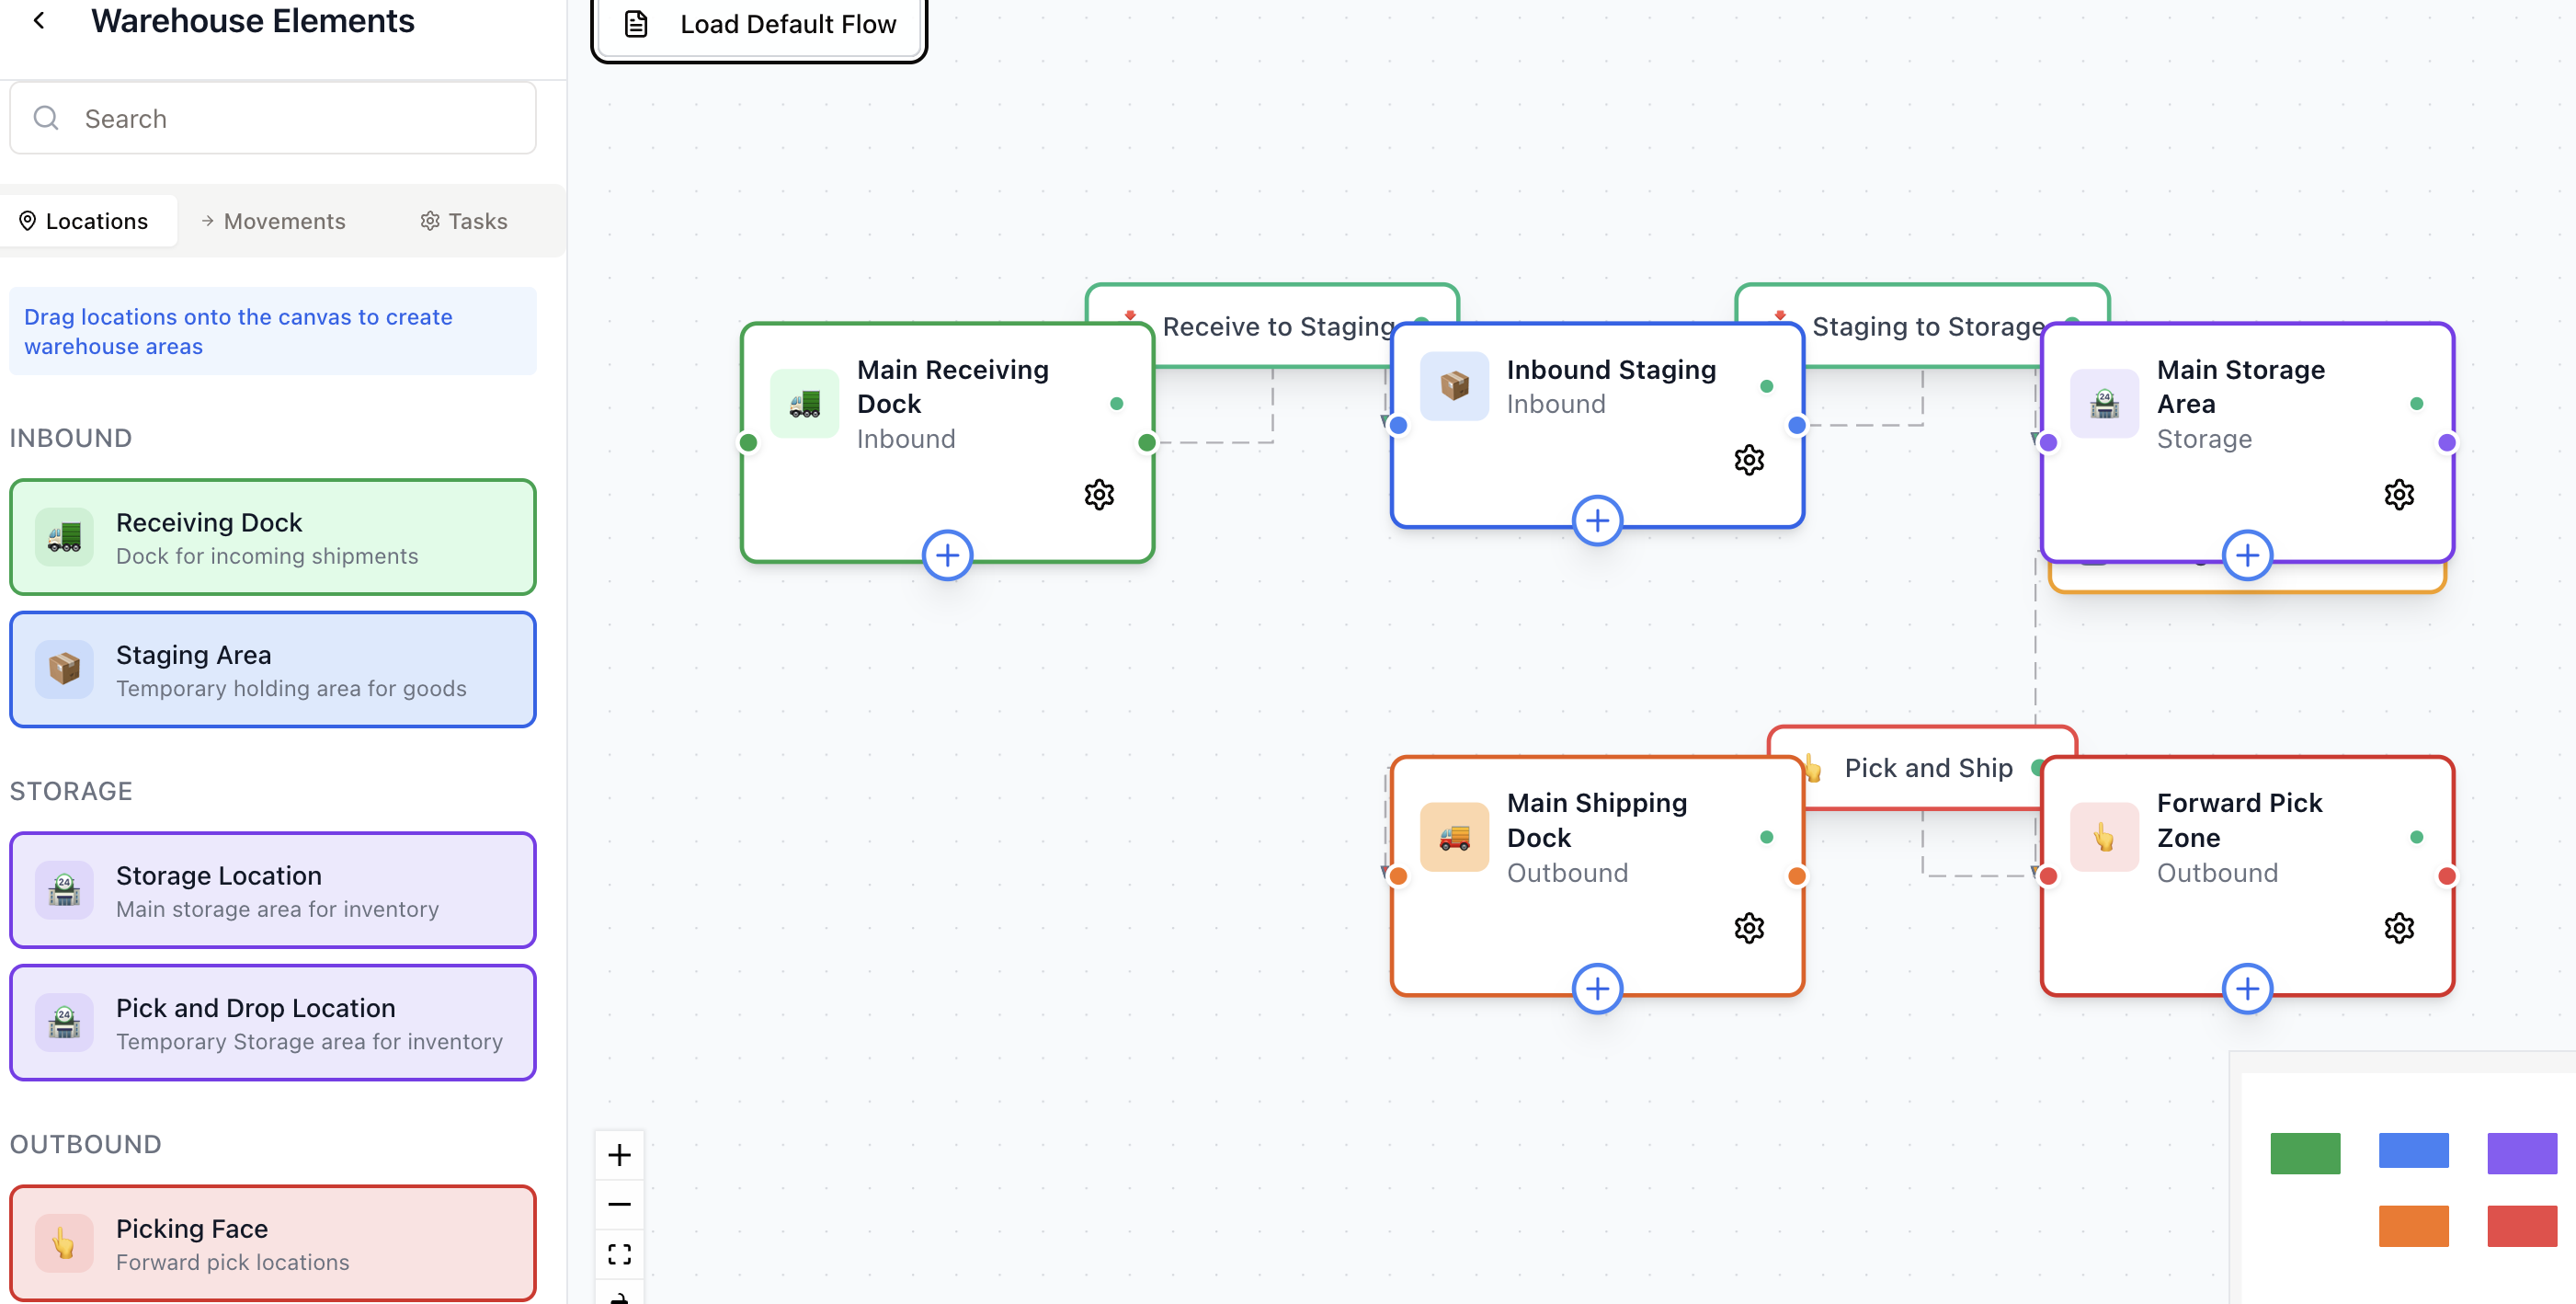 Warehouse Elements
Search
Locations
Movements
Tasks
Drag locations onto the canvas to create
warehouse areas
INBOUND
Receiving Dock
Dock for incoming shipments
Staging Area
Temporary holding area for goods
STORAGE
24
Storage Location
Main storage area for inventory
24
Pick and Drop Location
Temporary Storage area for inventory
OUTBOUND
Picking Face
Forward pick locations
Load Default Flow
Receive to Staging
Staging to Storage
Main Receiving
Dock
Inbound
Inbound Staging
Inbound
24
Main Storage
Area
Storage
Pick and Ship
Main Shipping
Dock
Outbound
Forward Pick
Zone
Outbound